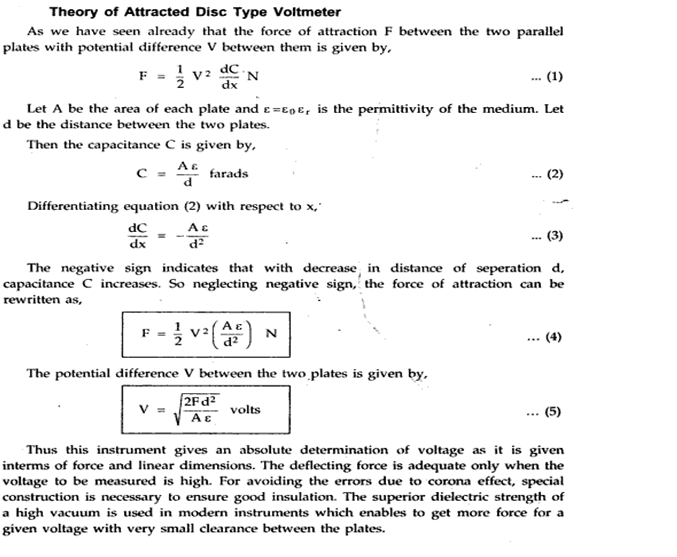 Theory of Attracted Disc Type Voltmeter
As we have seen already that the force of attraction F between the two parallel
plates with potential difference V between them is given by,
F = 1/2 V² dC/dx N ... (1)
Let A be the area of each plate and ε=ε₀εᵣ is the permittivity of the medium. Let
d be the distance between the two plates.
Then the capacitance C is given by,
C = Aε/d farads ... (2)
Differentiating equation (2) with respect to x,
dC/dx = -Aε/d² ... (3)
The negative sign indicates that with decrease in distance of seperation d,
capacitance C increases. So neglecting negative sign, the force of attraction can be
rewritten as,
F = 1/2 V² (Aε/d²) N ... (4)
The potential difference V between the two plates is given by,
V = √(2Fd²/Aε) volts ... (5)
Thus this instrument gives an absolute determination of voltage as it is given
interms of force and linear dimensions. The deflecting force is adequate only when the
voltage to be measured is high. For avoiding the errors due to corona effect, special
construction is necessary to ensure good insulation. The superior dielectric strength of
a high vacuum is used in modern instruments which enables to get more force for a
given voltage with very small clearance between the plates.